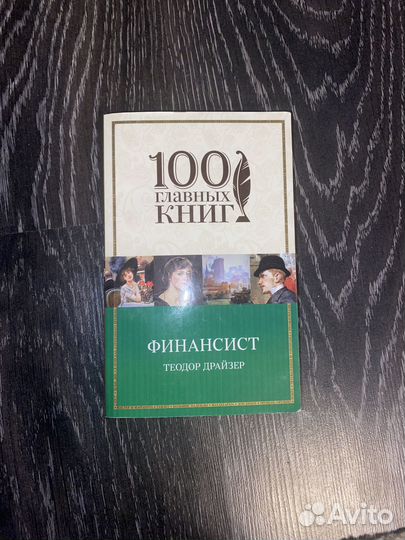 100
главных
КНИГ
ФИНАНСИСТ
ТЕОДОР ДРАЙЗЕР
Avito